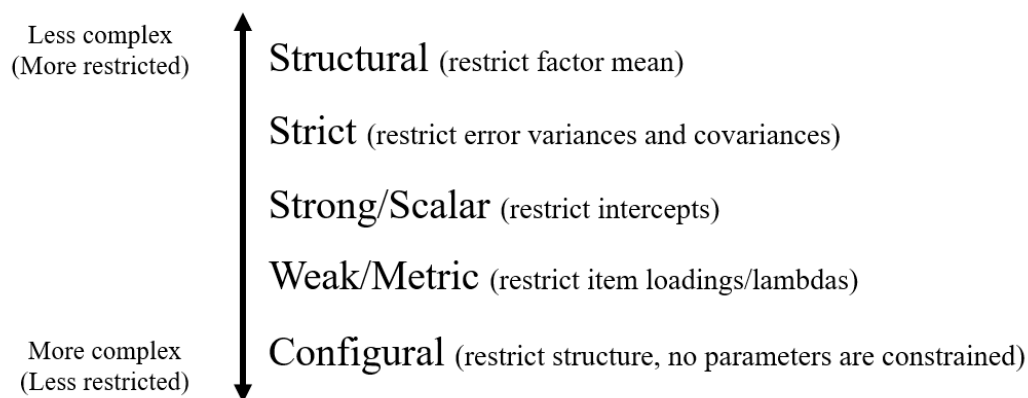 Less complex
(More restricted)
Structural (restrict factor mean)
Strict (restrict error variances and covariances)
Strong/Scalar (restrict intercepts)
Weak/Metric (restrict item loadings/lambdas)
More complex
(Less restricted)
Configural (restrict structure, no parameters are constrained)